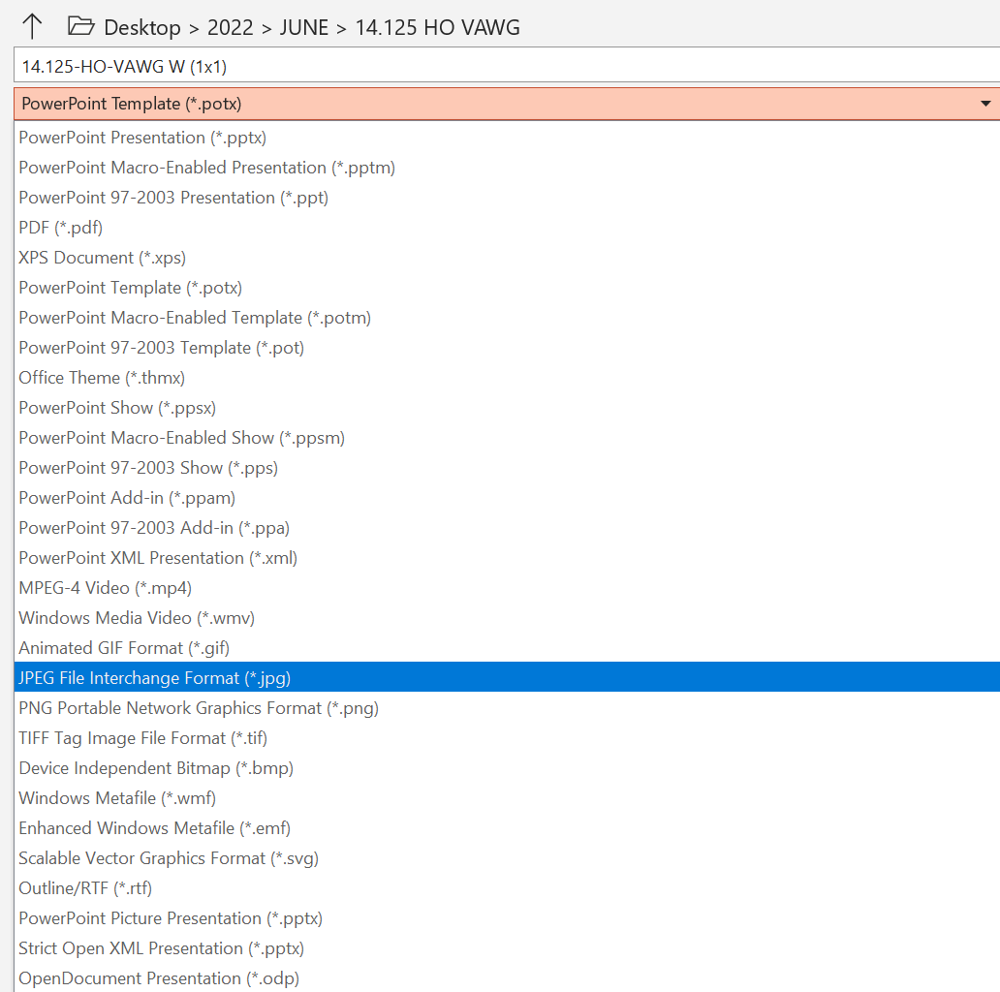 Desktop > 2022 > JUNE > 14.125 HO VAWG
14.125-HO-VAWG W (1x1)
PowerPoint Template (*.potx)
PowerPoint Presentation (*.pptx)
PowerPoint Macro-Enabled Presentation (*.pptm)
PowerPoint 97-2003 Presentation (*.ppt)
PDF (*.pdf)
XPS Document (*.xps)
PowerPoint Template (*.potx)
PowerPoint Macro-Enabled Template (*.potm)
PowerPoint 97-2003 Template (*.pot)
Office Theme (*.thmx)
PowerPoint Show (*.ppsx)
PowerPoint Macro-Enabled Show (*.ppsm)
PowerPoint 97-2003 Show (*.pps)
PowerPoint Add-in (*.ppam)
PowerPoint 97-2003 Add-in (*.ppa)
PowerPoint XML Presentation (*.xml)
MPEG-4 Video (*.mp4)
Windows Media Video (*.wmv)
Animated GIF Format (*.gif)
JPEG File Interchange Format (*.jpg)
PNG Portable Network Graphics Format (*.png)
TIFF Tag Image File Format (*.tif)
Device Independent Bitmap (*.bmp)
Windows Metafile (*.wmf)
Enhanced Windows Metafile (*.emf)
Scalable Vector Graphics Format (*.svg)
Outline/RTF (*.rtf)
PowerPoint Picture Presentation (*.pptx)
Strict Open XML Presentation (*.pptx)
OpenDocument Presentation (*.odp)